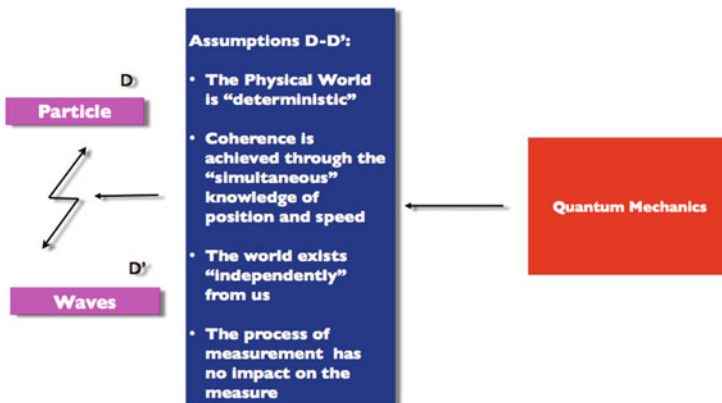 D
Particle
D'
Waves
Assumptions D-D':
• The Physical World
is “deterministic”
• Coherence is
achieved through the
“simultaneous”
knowledge of
position and speed
• The world exists
“independently”
from us
• The process of
measurement has
no impact on the
measure
Quantum Mechanics